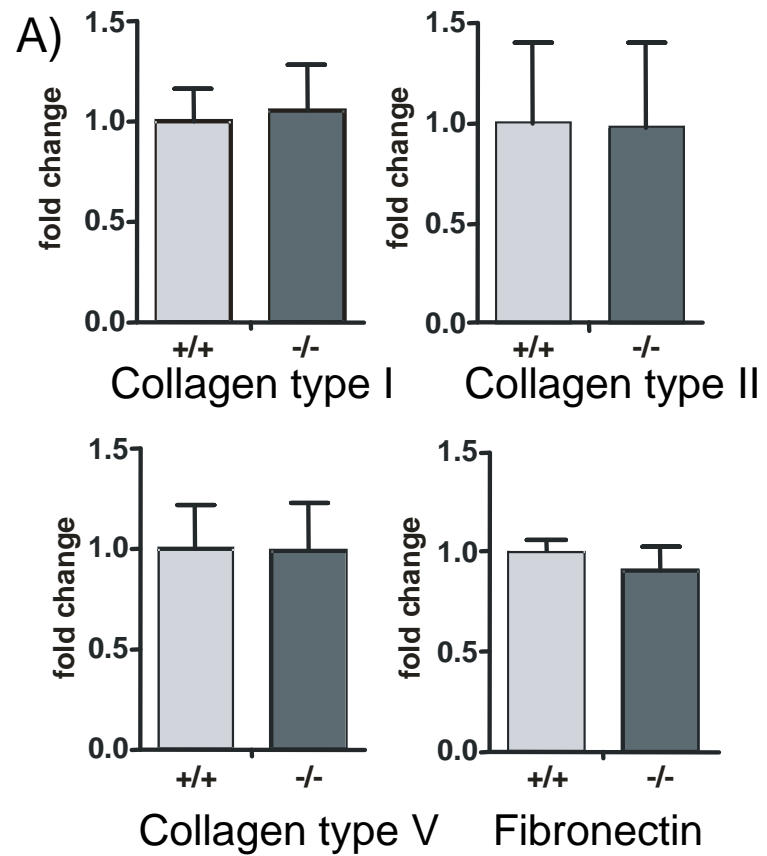 A)
fold change
1.5
1.0
0.5
0.0
+/+ -/-
Collagen type I
fold change
1.5
1.0
0.5
0.0
+/+ -/-
Collagen type II
fold change
1.5
1.0
0.5
0.0
+/+ -/-
Collagen type V
fold change
1.5
1.0
0.5
0.0
+/+ -/-
Fibronectin